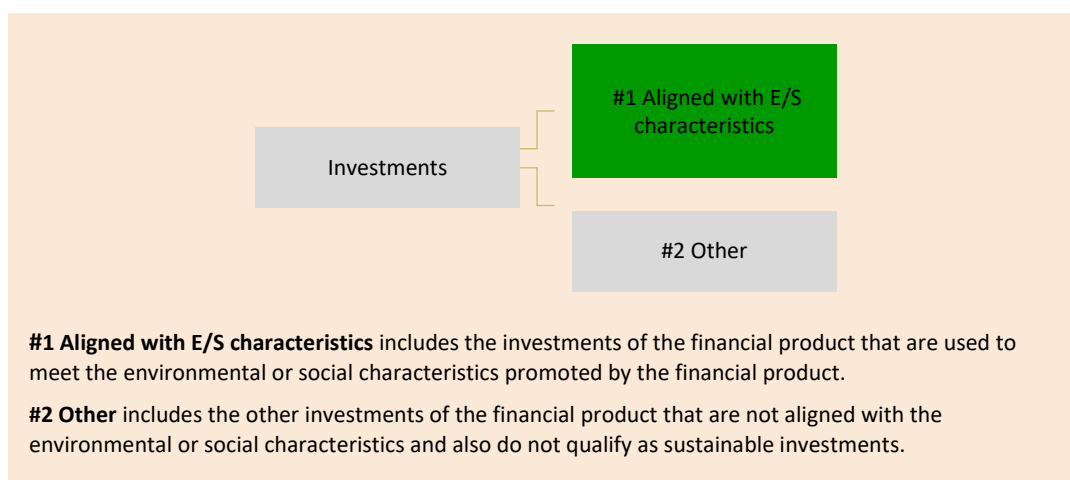 #1 Aligned with E/S
characteristics
Investments
#2 Other
#1 Aligned with E/S characteristics includes the investments of the financial product that are used to
meet the environmental or social characteristics promoted by the financial product.
#2 Other includes the other investments of the financial product that are not aligned with the
environmental or social characteristics and also do not qualify as sustainable investments.